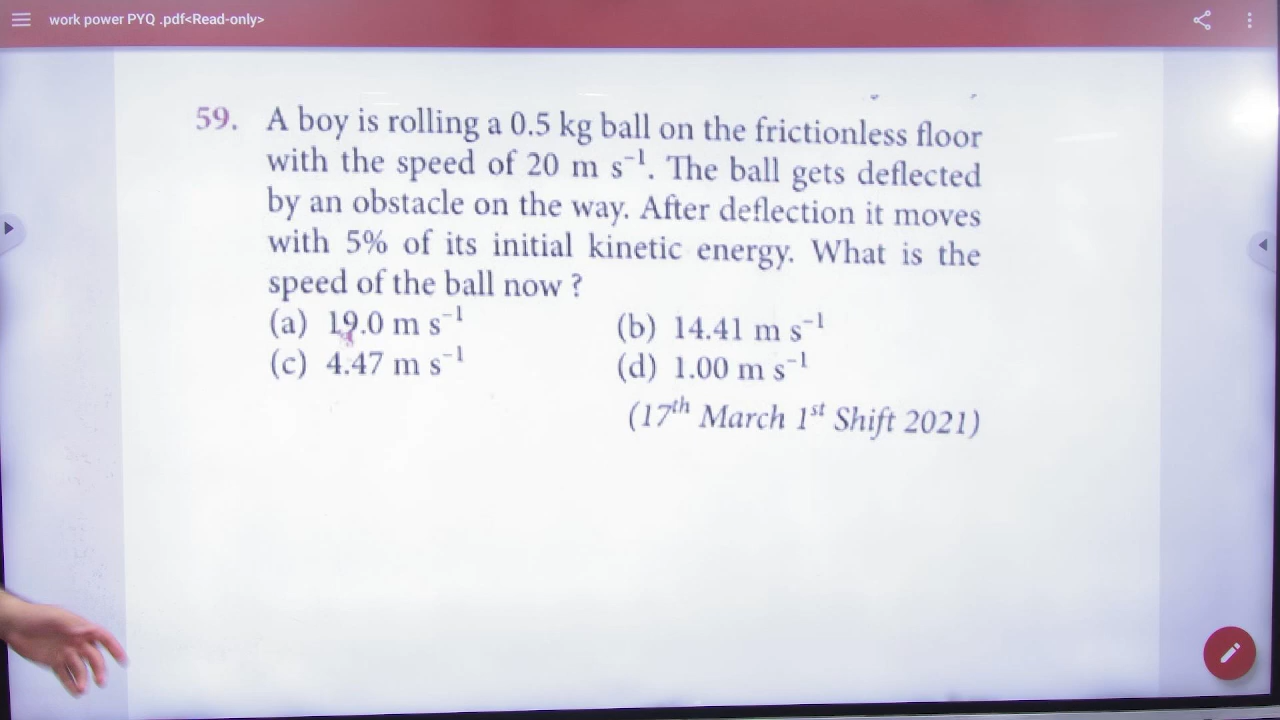 work power PYQ .pdf<Read-only>
59. A boy is rolling a 0.5 kg ball on the frictionless floor
with the speed of 20 m s⁻¹. The ball gets deflected
by an obstacle on the way. After deflection it moves
with 5% of its initial kinetic energy. What is the
speed of the ball now ?
(a) 19.0 m s⁻¹ (b) 14.41 m s⁻¹
(c) 4.47 m s⁻¹ (d) 1.00 m s⁻¹
(17ᵗʰ March 1ˢᵗ Shift 2021)